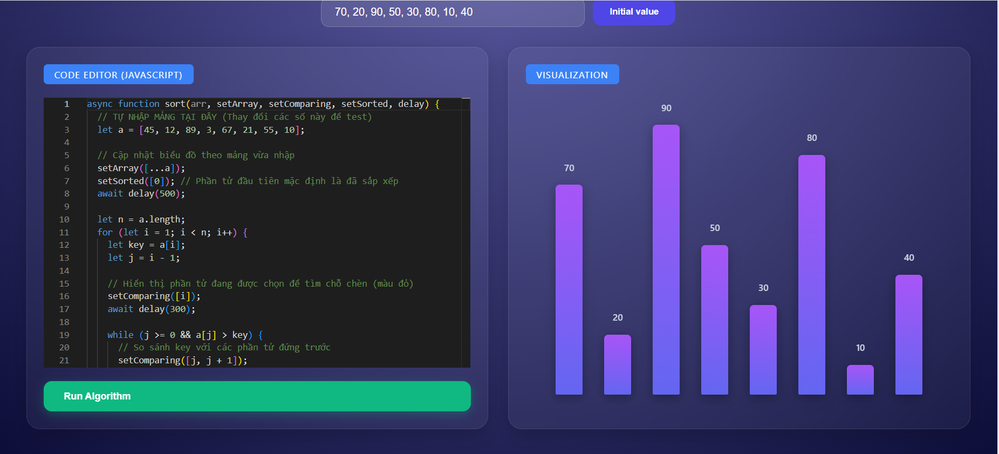 70, 20, 90, 50, 30, 80, 10, 40
Initial value
CODE EDITOR (JAVASCRIPT)
1 async function sort(arr, setArray, setComparing, setSorted, delay) {
2 // TỰ NHẬP MẢNG TẠI ĐÂY (Thay đổi các số này để test)
3 let a = [45, 12, 89, 3, 67, 21, 55, 10];
4
5 // Cập nhật biểu đồ theo mảng vừa nhập
6 setArray([...a]);
7 setSorted([0]); // Phần tử đầu tiên mặc định là đã sắp xếp
8 await delay(500);
9
10 let n = a.length;
11 for (let i = 1; i < n; i++) {
12 let key = a[i];
13 let j = i - 1;
14
15 // Hiển thị phần tử đang được chọn để tìm chỗ chèn (màu đỏ)
16 setComparing([i]);
17 await delay(300);
18
19 while (j >= 0 && a[j] > key) {
20 // So sánh key với các phần tử đứng trước
21 setComparing([j, j + 1]);
Run Algorithm
VISUALIZATION
70
20
90
50
30
80
10
40